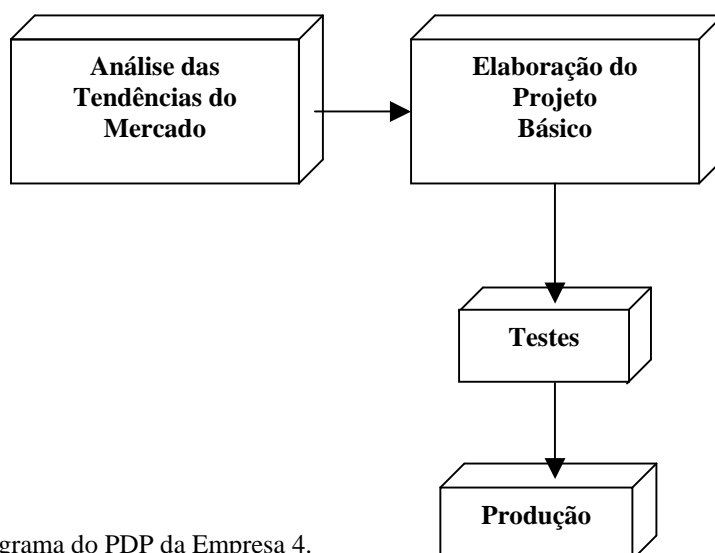 Análise das
Tendências do
Mercado
Elaboração do
Projeto
Básico
Testes
Produção
grama do PDP da Empresa 4.